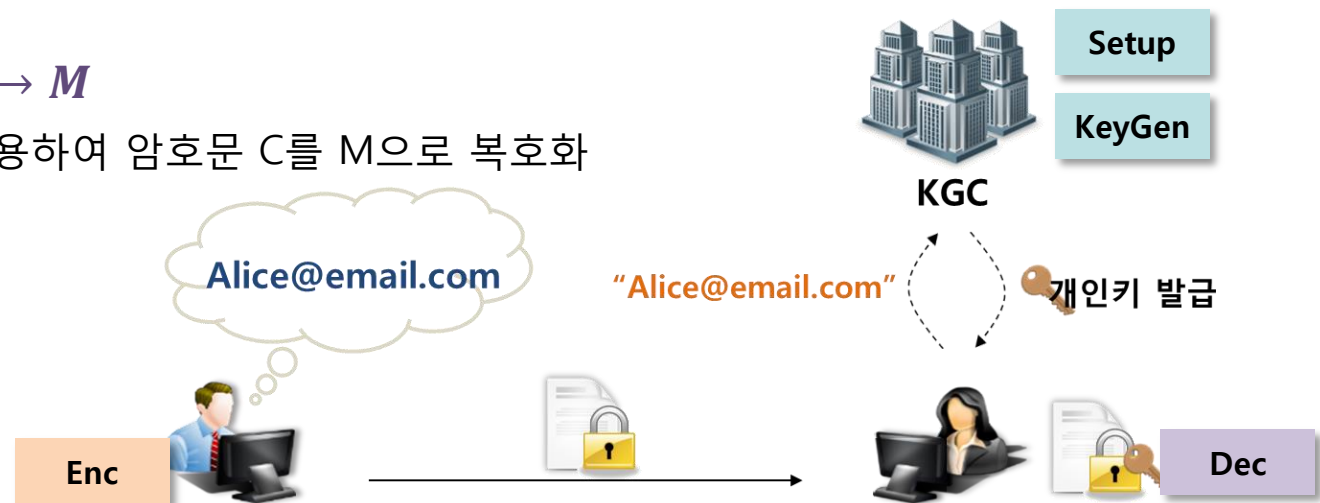 → M
용하여 암호문 C를 M으로 복호화
Setup
KeyGen
KGC
Alice@email.com
“Alice@email.com”
개인키 발급
Enc
Dec